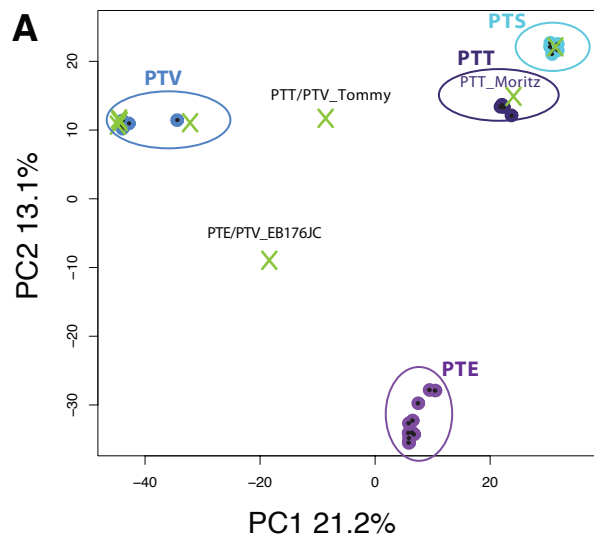 A
PTS
PTV
PTT
PTT_Moritz
PTT/PTV_Tommy
PTE/PTV_EB176JC
PTE
PC2 13.1%
20
10
0
−10
−20
−30
−40
−20
0
20
PC1 21.2%